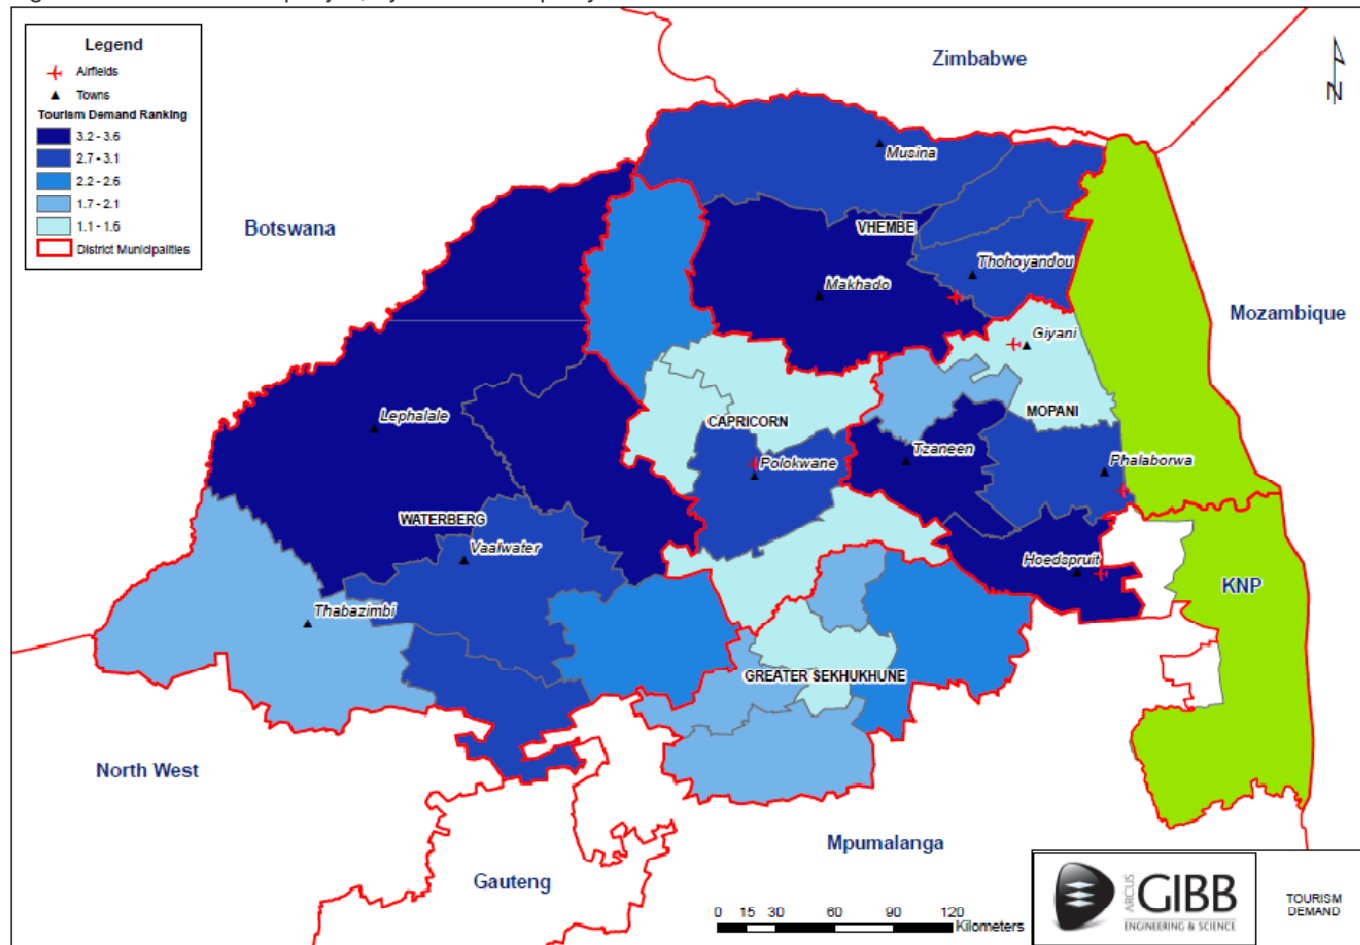 Legend
Airfields
Towns
Tourism Demand Ranking
3.2 - 3.6
2.7 - 3.1
2.2 - 2.6
1.7 - 2.1
1.1 - 1.6
District Municipalities
Zimbabwe
N
Musina
Botswana
VHEMBE
Thohoyandou
Makhado
Mozambique
Giyani
Lephalale
CAPRICORN
MOPANI
Polokwane
Tzaneen
Phalaborwa
WATERBERG
Vaalwater
Hoedspruit
KNP
Thabazimbi
GREATER SEKHUKHUNE
North West
Mpumalanga
Gauteng
0 15 30 60 90 120
Kilometers
ARCUS
GIBB
ENGINEERING & SCIENCE
TOURISM
DEMAND